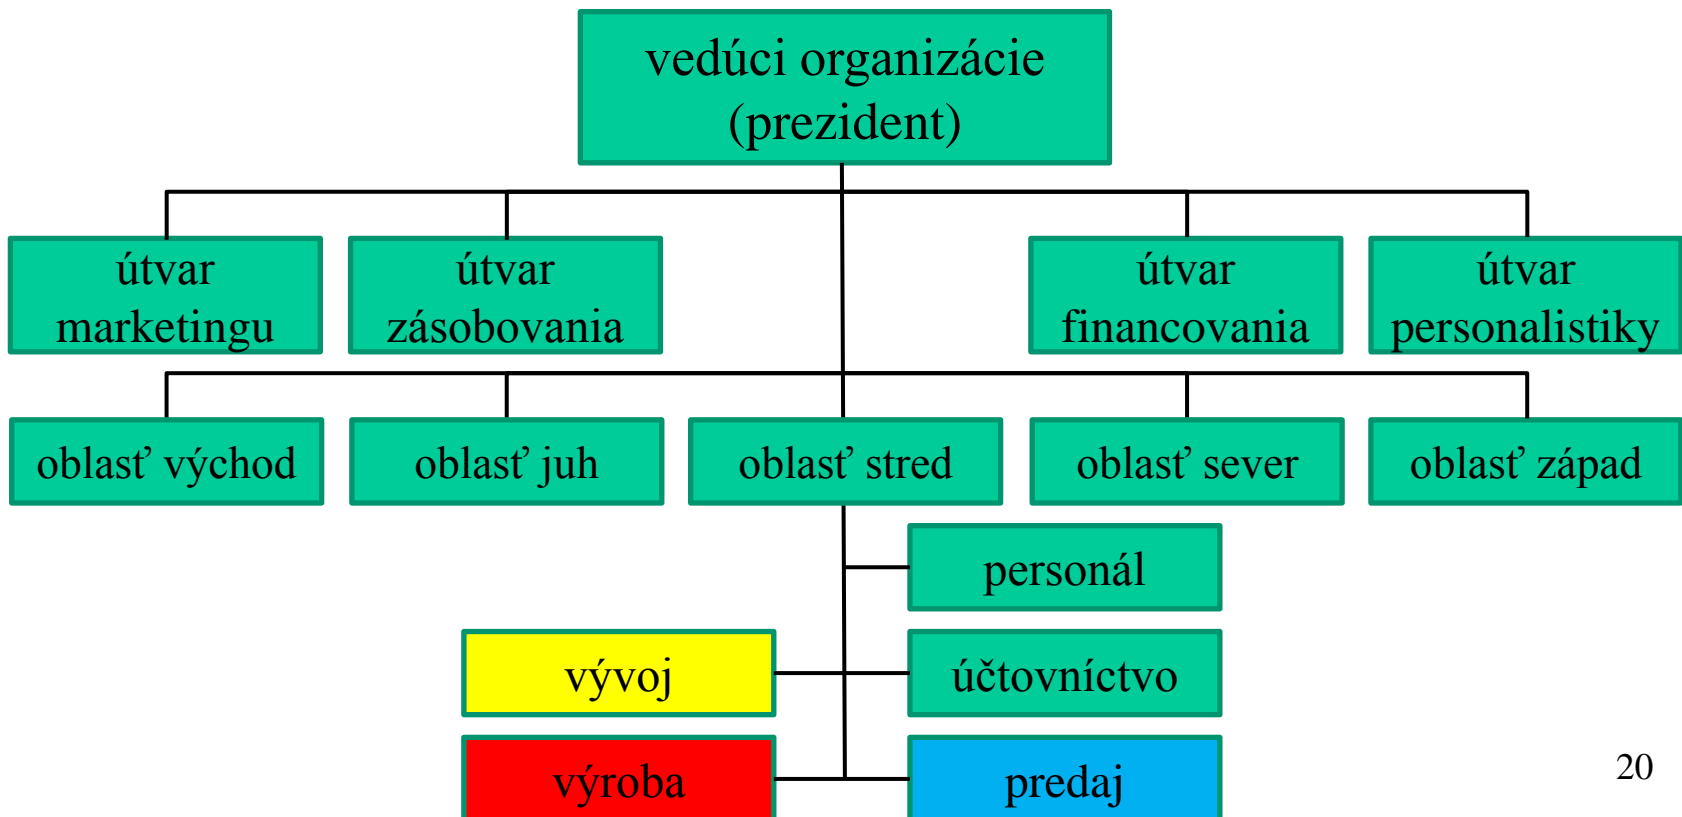 vedúci organizácie
(prezident)
útvar
marketingu
útvar
zásobovania
útvar
financovania
útvar
personalistiky
oblasť východ
oblasť juh
oblasť stred
oblasť sever
oblasť západ
personál
vývoj
účtovníctvo
výroba
predaj
20